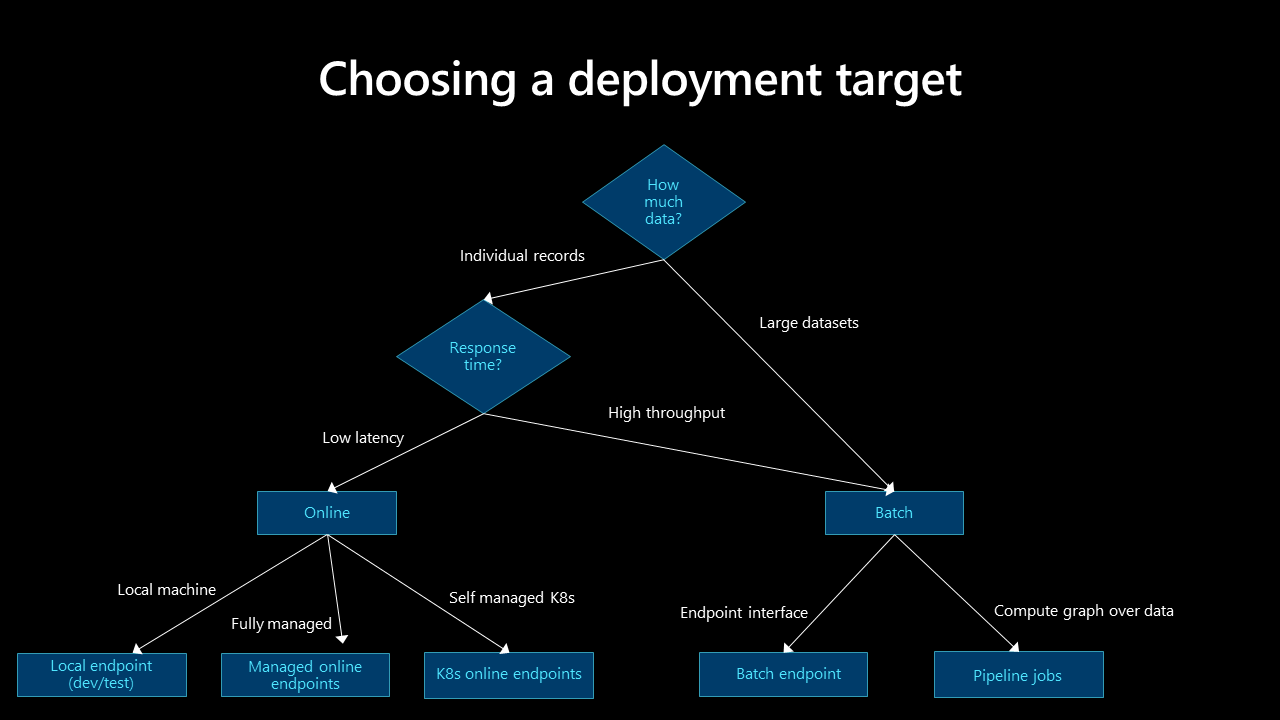 Choosing a deployment target
How
much
data?
Individual records
Large datasets
Response
time?
High throughput
Low latency
Online
Batch
Local machine
Fully managed
Self managed K8s
Endpoint interface
Compute graph over data
Local endpoint
(dev/test)
Managed online
endpoints
K8s online endpoints
Batch endpoint
Pipeline jobs